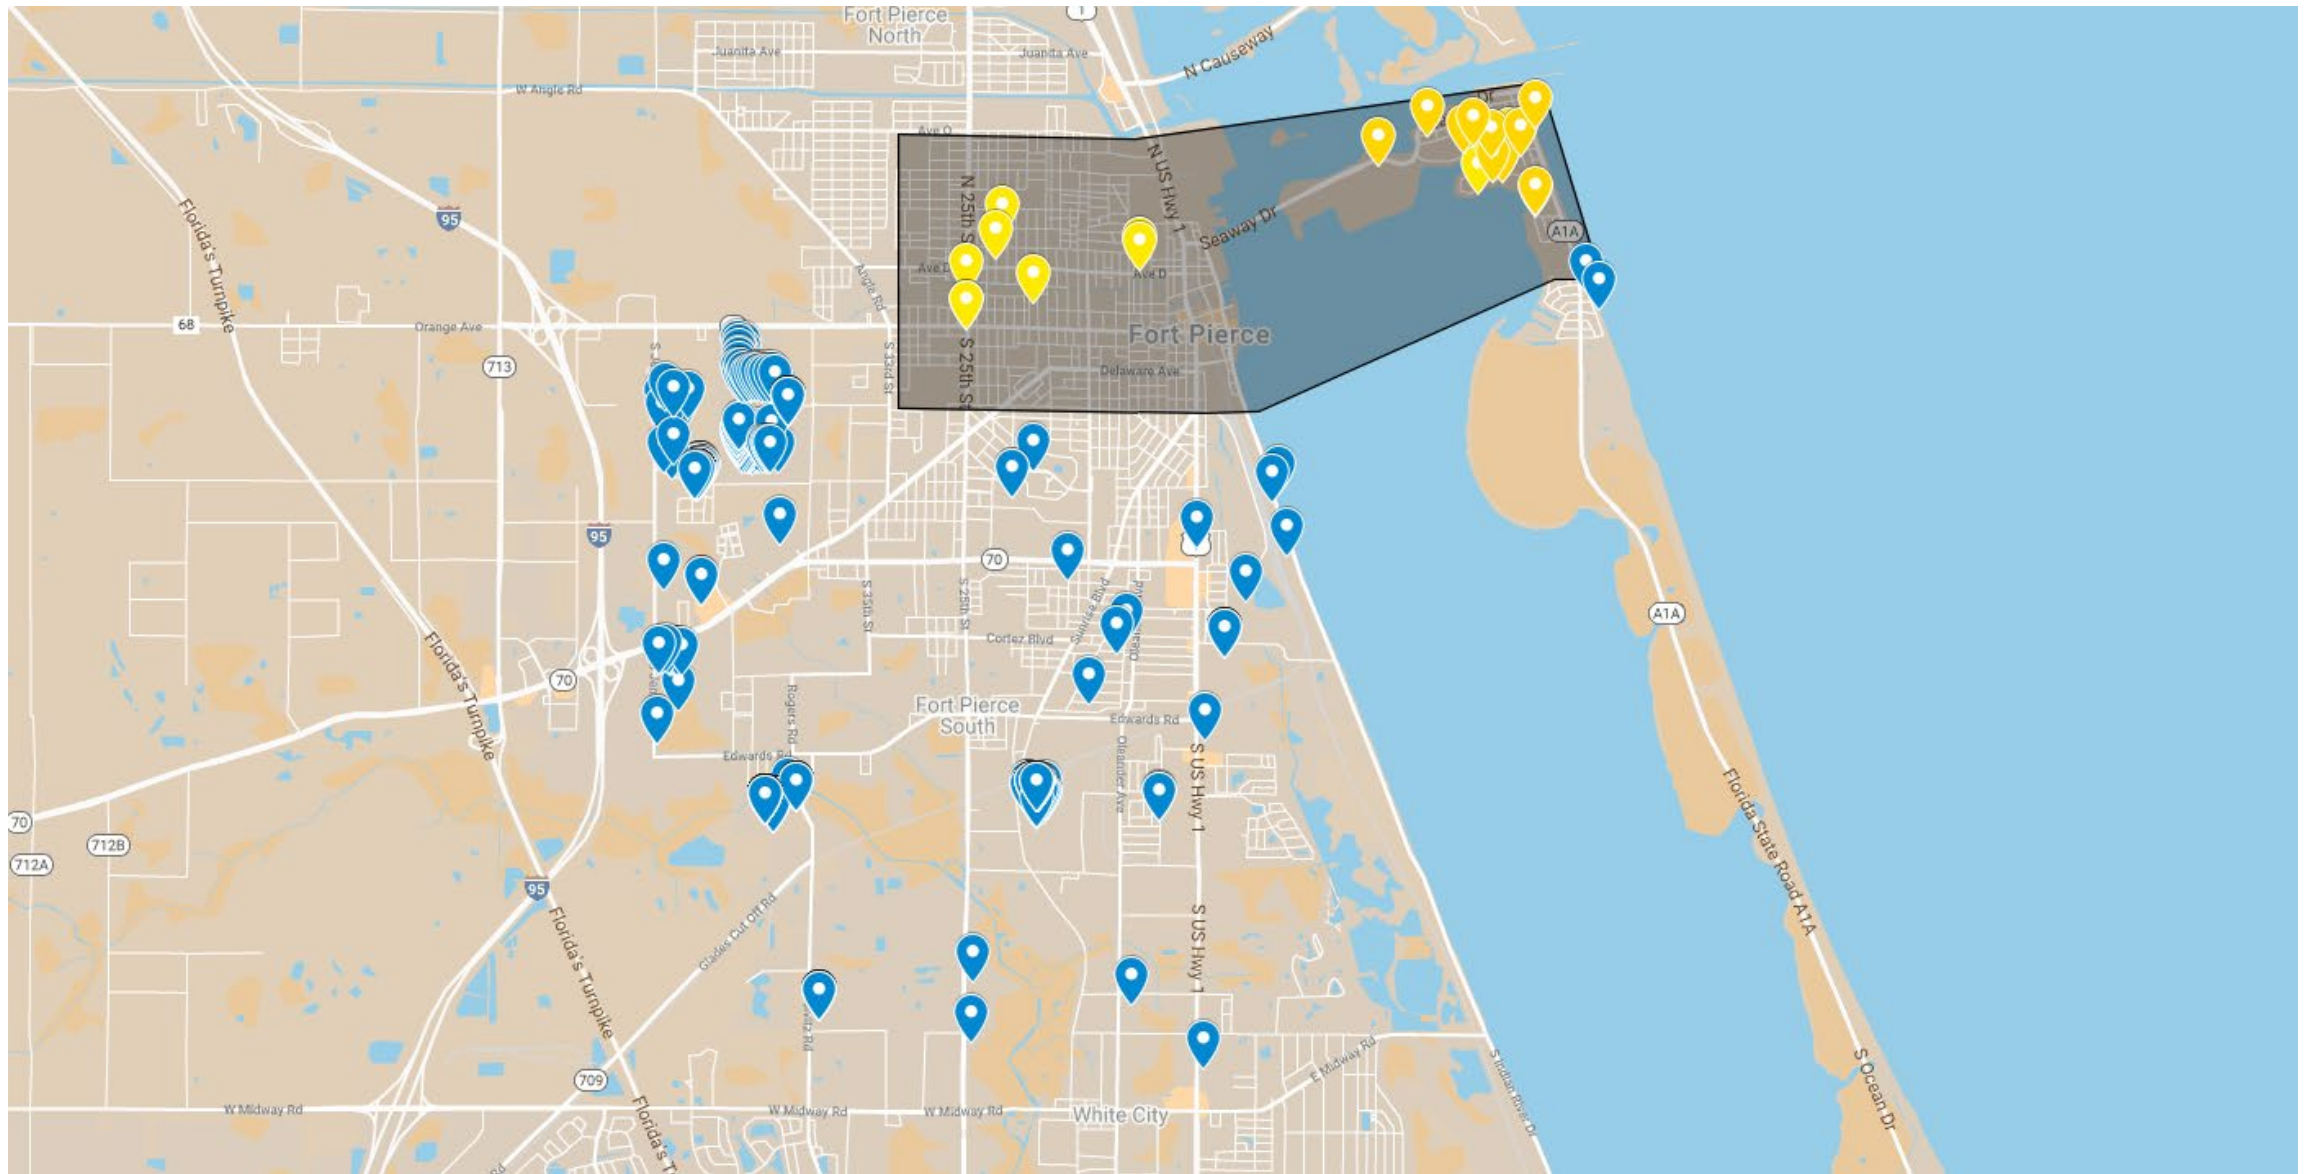 Fort Pierce
North
1
Juanita Ave
Juanita Ave
N Causeway
W Angle Rd
Dr
Ave Q
N US Hwy 1
N 25th S
Florida's Turnpike
95
Seaway Dr
A1A
Ave D
Ave D
Angle Rd
68
Orange Ave
Fort Pierce
S 33rd St
S 25th St
713
Delaware Ave
95
70
S 35th St
S 25th St
Sunrise Blvd
A1A
Cortez Blvd
Florida's Turnpike
70
Rogers Rd
Fort Pierce
South
Edwards Rd
Edwards Rd
Oleander Ave
S US Hwy 1
Florida State Road A1A
70
712B
712A
95
Glades Cut Off Rd
S US Hwy 1
Florida's Turnpike
E Midway Rd
S Indian River Dr
S Ocean Dr
709
W Midway Rd
W Midway Rd
W Midway Rd
White City
Florida's T
Rd